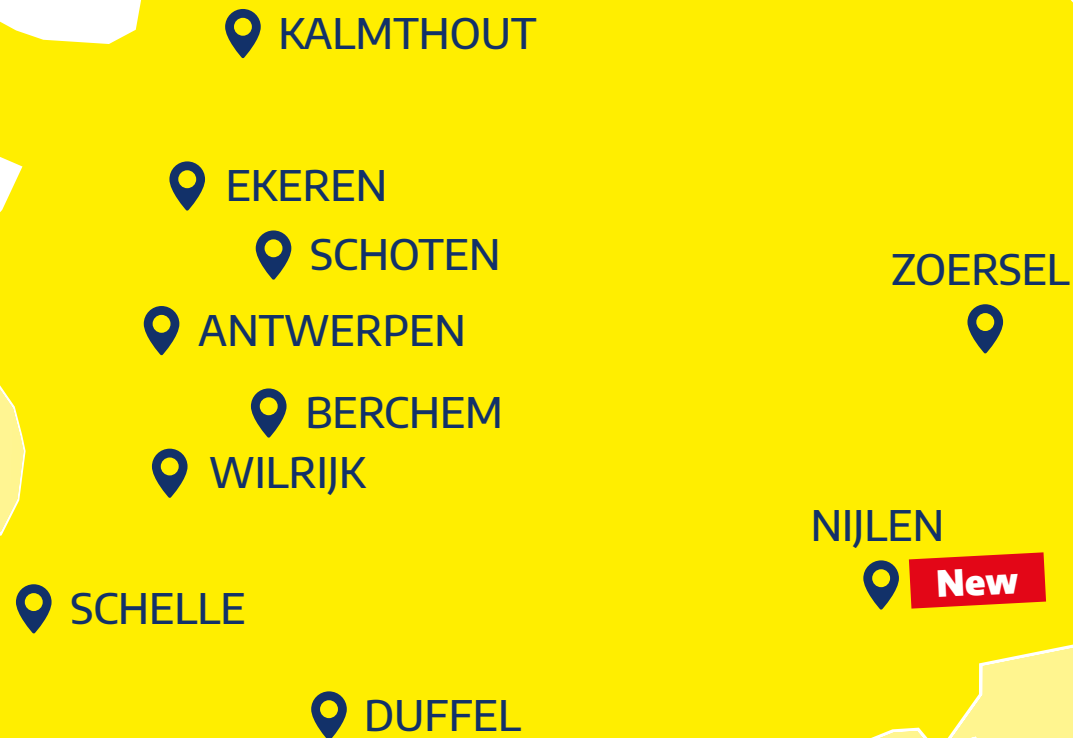 KALMTHOUT
EKEREN
SCHOTEN
ZOERSEL
ANTWERPEN
BERCHEM
WILRIJK
NIJLEN
New
SCHELLE
DUFFEL